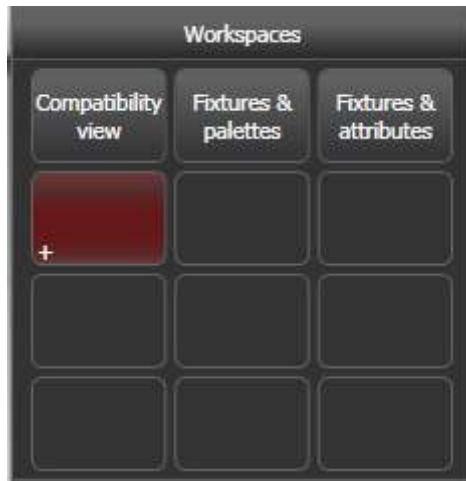 Workspaces
Compatibility Fixtures & Fixtures &
view palettes attributes
+